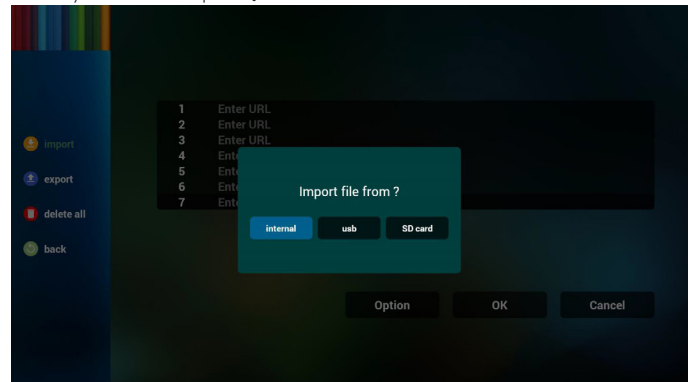 import
export
delete all
back
1 Enter URL
2 Enter URL
3 Enter URL
4 Ente
5 Ente
6 Ente
7 Ente
Import file from ?
internal usb SD card
Option OK Cancel